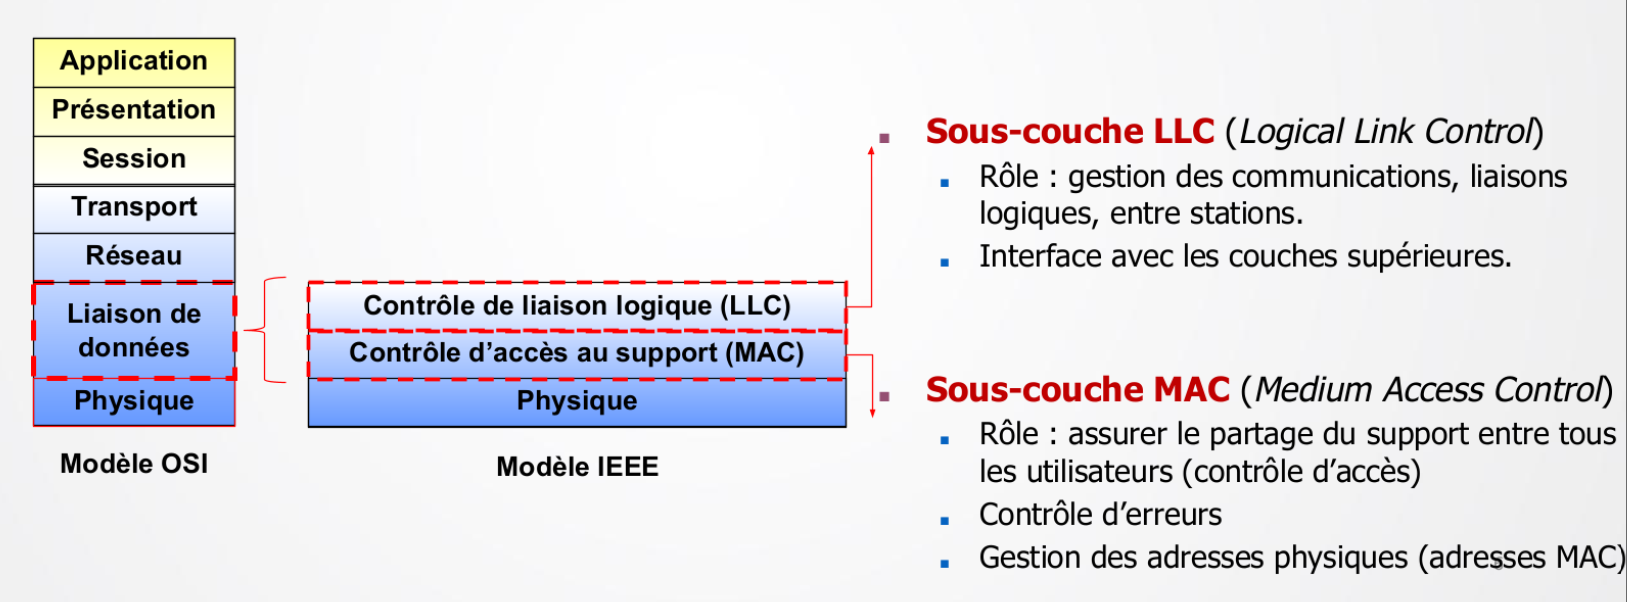 Application
Présentation
Session
Transport
Réseau
Liaison de
données
Physique
Modèle OSI
Contrôle de liaison logique (LLC)
Contrôle d'accès au support (MAC)
Physique
Modèle IEEE
Sous-couche LLC (Logical Link Control)
Rôle : gestion des communications, liaisons
logiques, entre stations.
Interface avec les couches supérieures.
Sous-couche MAC (Medium Access Control)
Rôle : assurer le partage du support entre tous
les utilisateurs (contrôle d'accès)
Contrôle d'erreurs
Gestion des adresses physiques (adresses MAC)